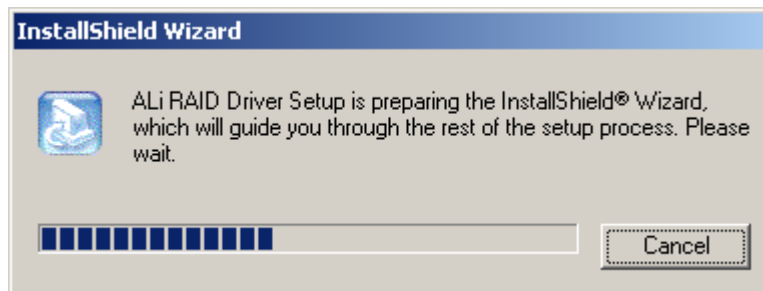 InstallShield Wizard
ALi RAID Driver Setup is preparing the InstallShield® Wizard,
which will guide you through the rest of the setup process. Please
wait.
Cancel